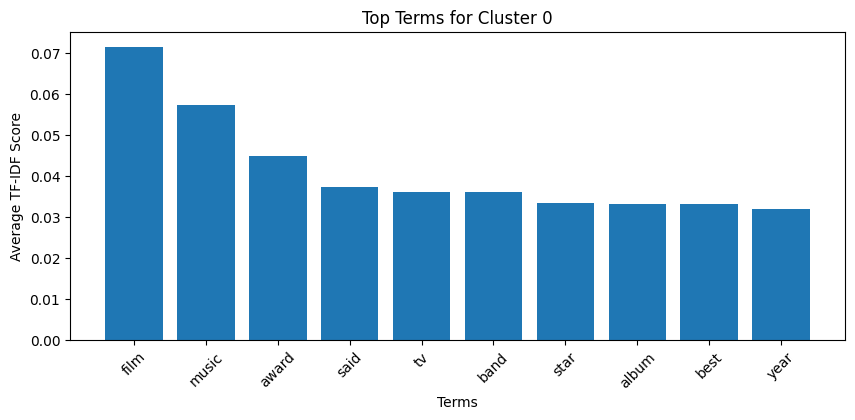 Top Terms for Cluster 0
Average TF-IDF Score
0.07
0.06
0.05
0.04
0.03
0.02
0.01
0.00
film music award said tv band star album best year
Terms